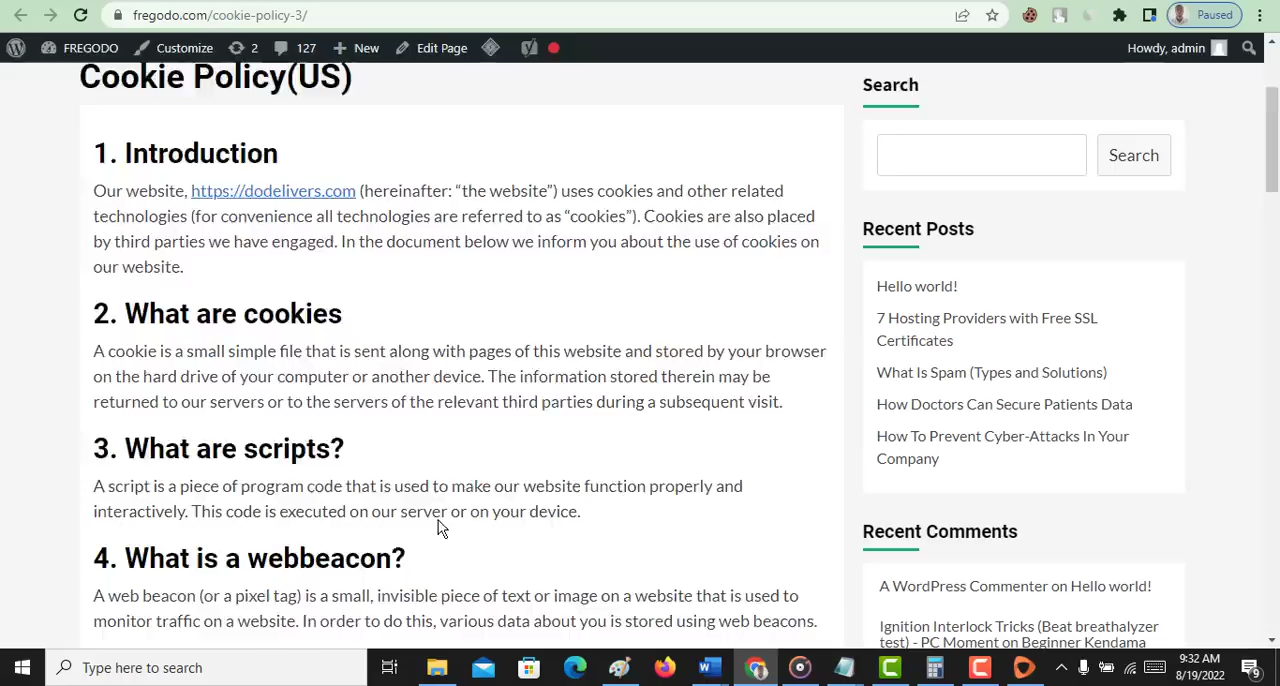 fregodo.com/cookie-policy-3/
Paused
FREGODO
Customize
2
127
New
Edit Page
Howdy, admin
Cookie Policy(US)
1. Introduction
Our website, https://dodelivers.com (hereinafter: “the website”) uses cookies and other related
technologies (for convenience all technologies are referred to as “cookies”). Cookies are also placed
by third parties we have engaged. In the document below we inform you about the use of cookies on
our website.
2. What are cookies
A cookie is a small simple file that is sent along with pages of this website and stored by your browser
on the hard drive of your computer or another device. The information stored therein may be
returned to our servers or to the servers of the relevant third parties during a subsequent visit.
3. What are scripts?
A script is a piece of program code that is used to make our website function properly and
interactively. This code is executed on our server or on your device.
4. What is a webbeacon?
A web beacon (or a pixel tag) is a small, invisible piece of text or image on a website that is used to
monitor traffic on a website. In order to do this, various data about you is stored using web beacons.
Search
Search
Recent Posts
Hello world!
7 Hosting Providers with Free SSL
Certificates
What Is Spam (Types and Solutions)
How Doctors Can Secure Patients Data
How To Prevent Cyber-Attacks In Your
Company
Recent Comments
A WordPress Commenter on Hello world!
Ignition Interlock Tricks (Beat breathalyzer
test) - PC Moment on Beginner Kendama
Type here to search
9:32 AM
8/19/2022
9